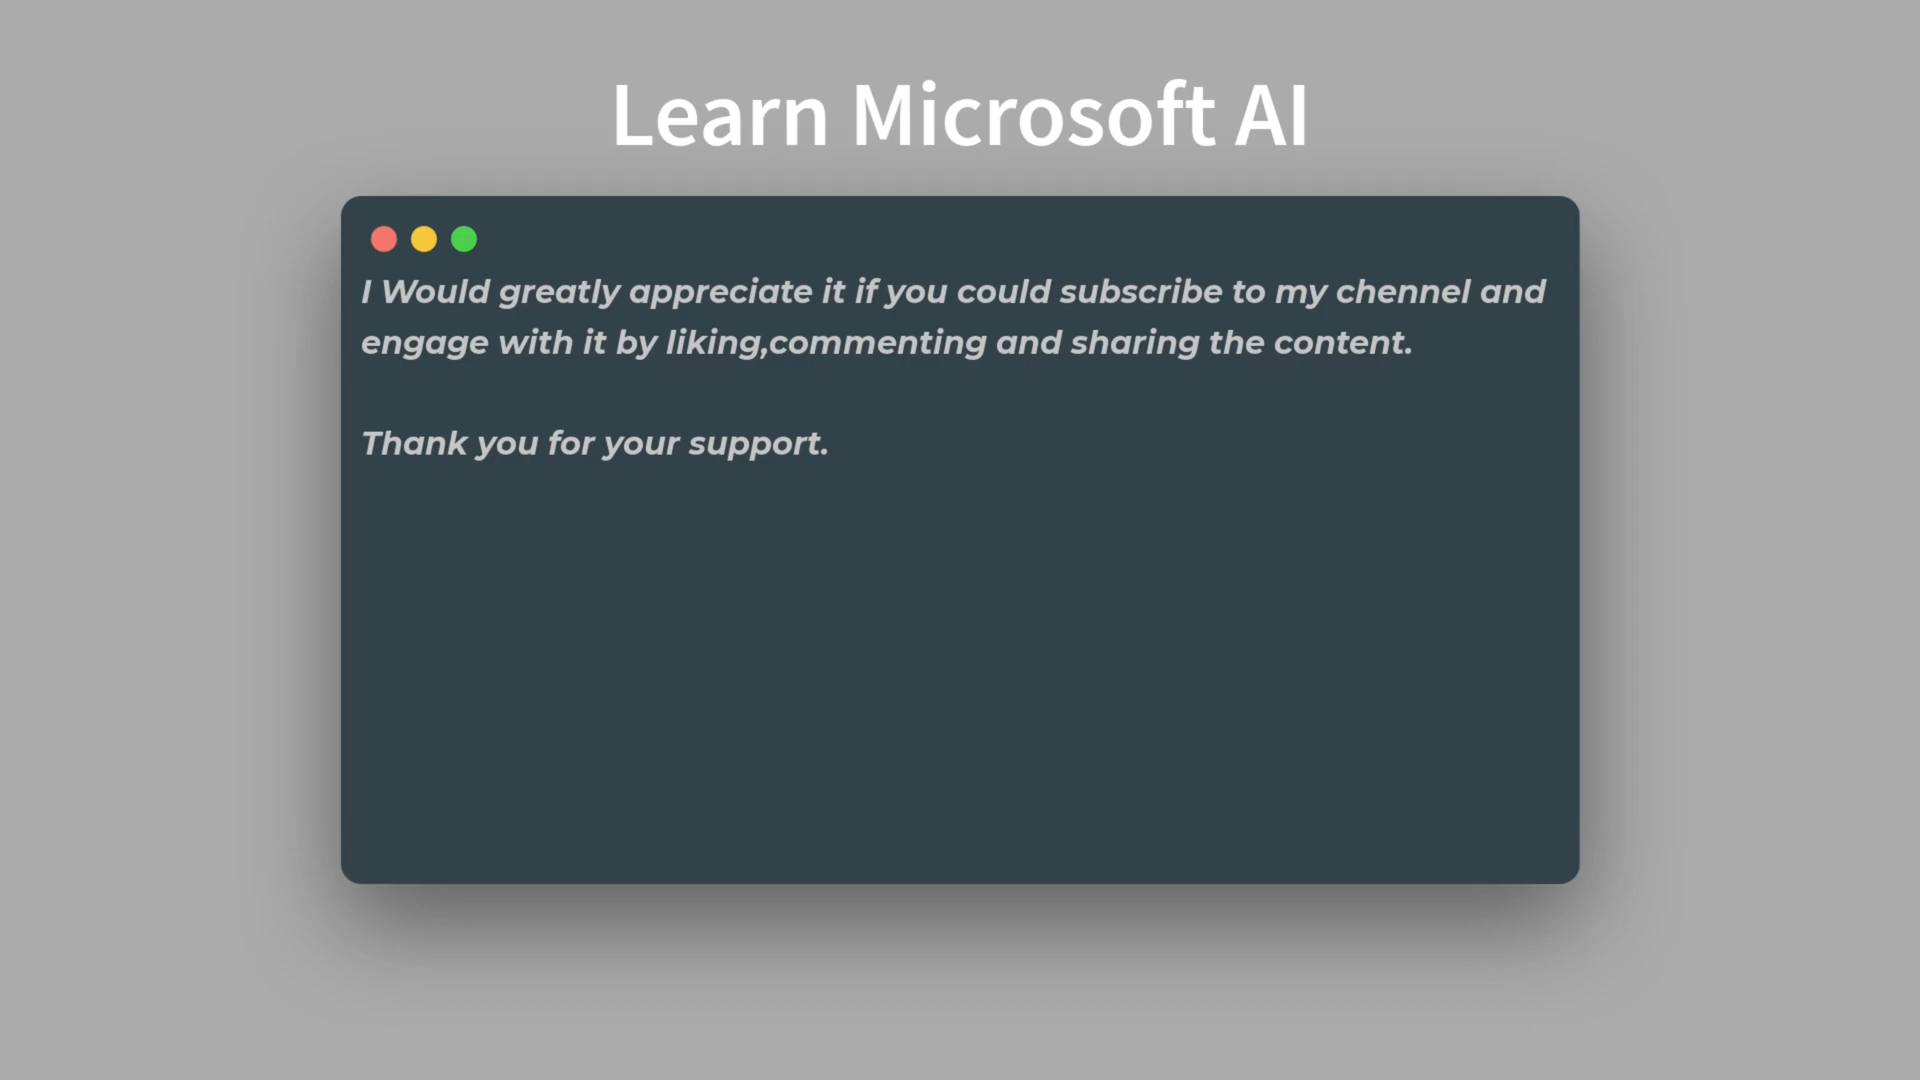 Learn Microsoft AI
I Would greatly appreciate it if you could subscribe to my chennel and
engage with it by liking,commenting and sharing the content.
Thank you for your support.